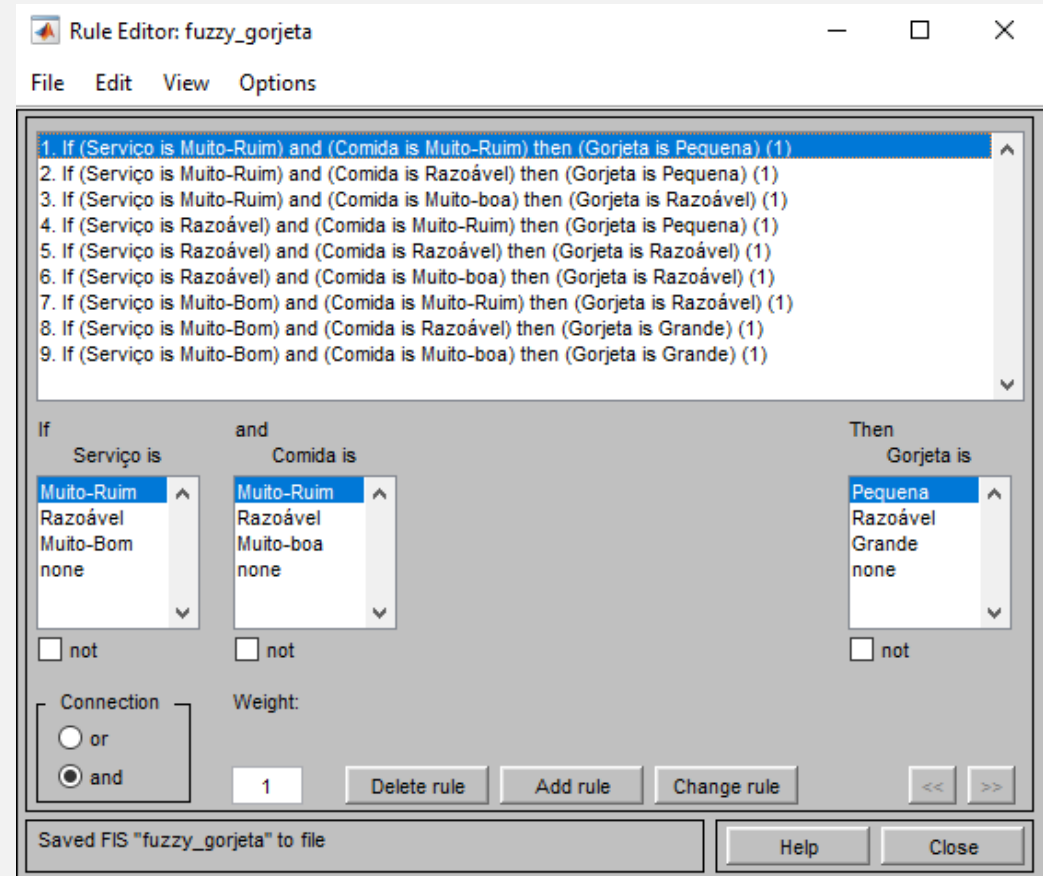 Rule Editor: fuzzy_gorjeta
File Edit View Options
1. If (Serviço is Muito-Ruim) and (Comida is Muito-Ruim) then (Gorjeta is Pequena) (1)
2. If (Serviço is Muito-Ruim) and (Comida is Razoável) then (Gorjeta is Pequena) (1)
3. If (Serviço is Muito-Ruim) and (Comida is Muito-boa) then (Gorjeta is Razoável) (1)
4. If (Serviço is Razoável) and (Comida is Muito-Ruim) then (Gorjeta is Pequena) (1)
5. If (Serviço is Razoável) and (Comida is Razoável) then (Gorjeta is Razoável) (1)
6. If (Serviço is Razoável) and (Comida is Muito-boa) then (Gorjeta is Razoável) (1)
7. If (Serviço is Muito-Bom) and (Comida is Muito-Ruim) then (Gorjeta is Razoável) (1)
8. If (Serviço is Muito-Bom) and (Comida is Razoável) then (Gorjeta is Grande) (1)
9. If (Serviço is Muito-Bom) and (Comida is Muito-boa) then (Gorjeta is Grande) (1)
If and Then
Serviço is Comida is Gorjeta is
Muito-Ruim Muito-Ruim Pequena
Razoável Razoável Razoável
Muito-Bom Muito-boa Grande
none none none
not not not
Connection Weight:
or
and 1 Delete rule Add rule Change rule << >>
Saved FIS "fuzzy_gorjeta" to file Help Close